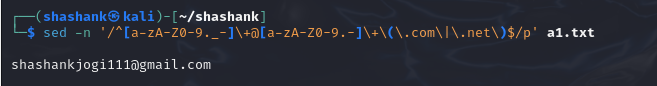 ┌──(shashank㉿kali)-[~/shashank]
└─$ sed -n '/^[a-zA-Z0-9._-]\+@[a-zA-Z0-9.-]\+\(\.com\|\.net\)$/p' a1.txt
shashankjogi111@gmail.com